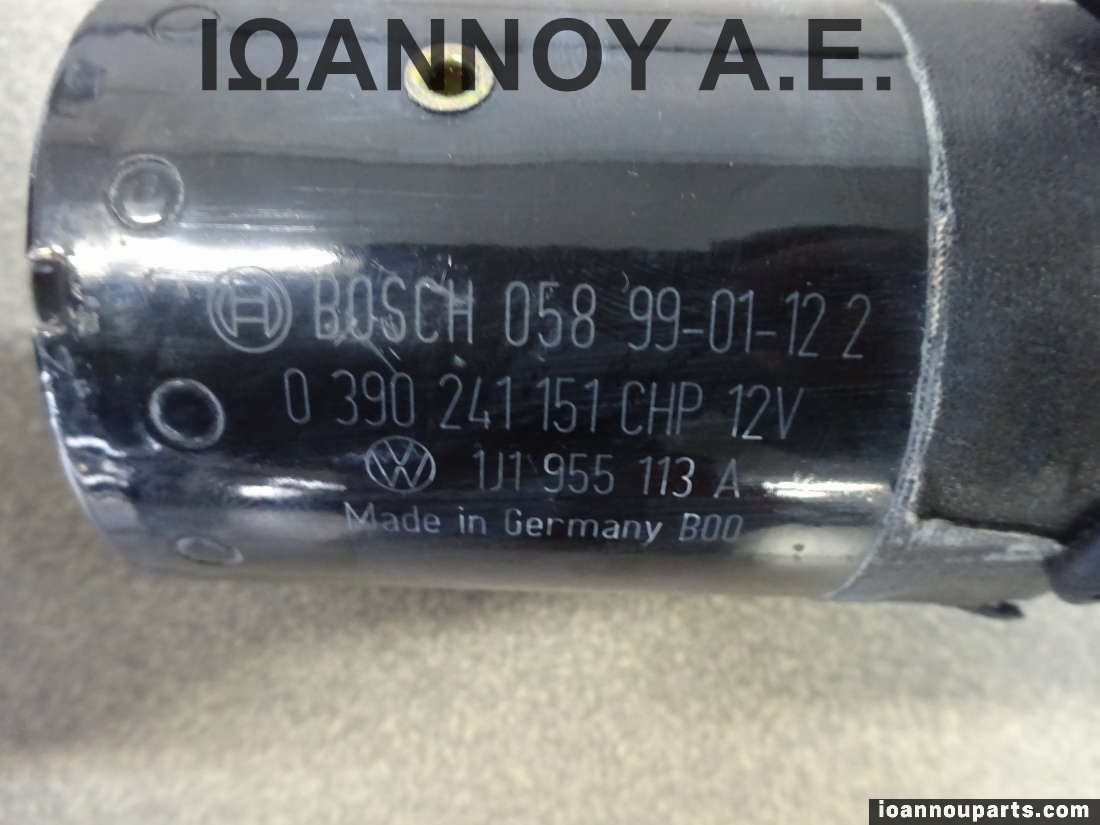 ΙΩΑΝΝΟΥ Α.Ε.
BOSCH 058 99-01-12 2
0 390 241 151 CHP 12V
VW 1J1 955 113 A
Made in Germany B00
ioannouparts.com